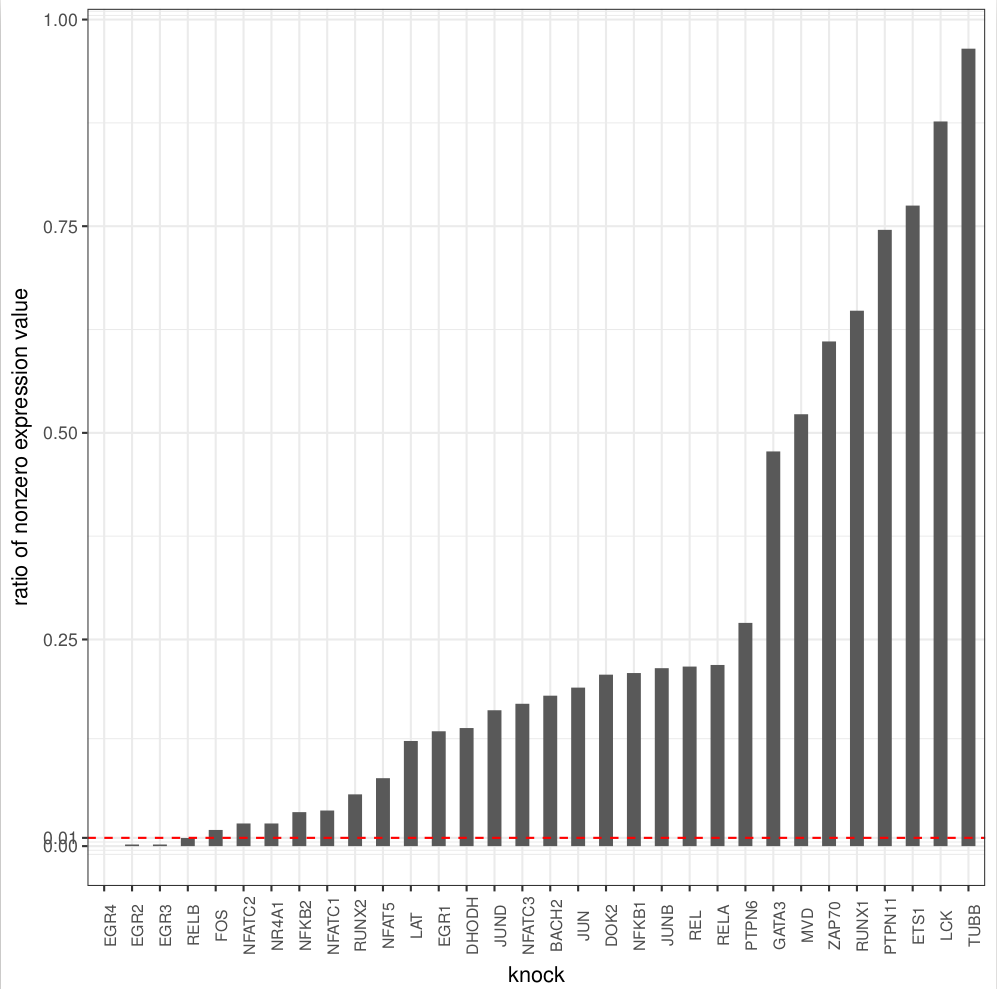 ratio of nonzero expression value
1.00
0.75
0.50
0.25
0.01
0.00
EGR4
EGR2
EGR3
RELB
FOS
NFATC2
NR4A1
NFKB2
NFATC1
RUNX2
NFAT5
LAT
EGR1
DHODH
JUND
NFATC3
BACH2
JUN
DOK2
NFKB1
JUNB
REL
RELA
PTPN6
GATA3
MVD
ZAP70
RUNX1
PTPN11
ETS1
LCK
TUBB
knock